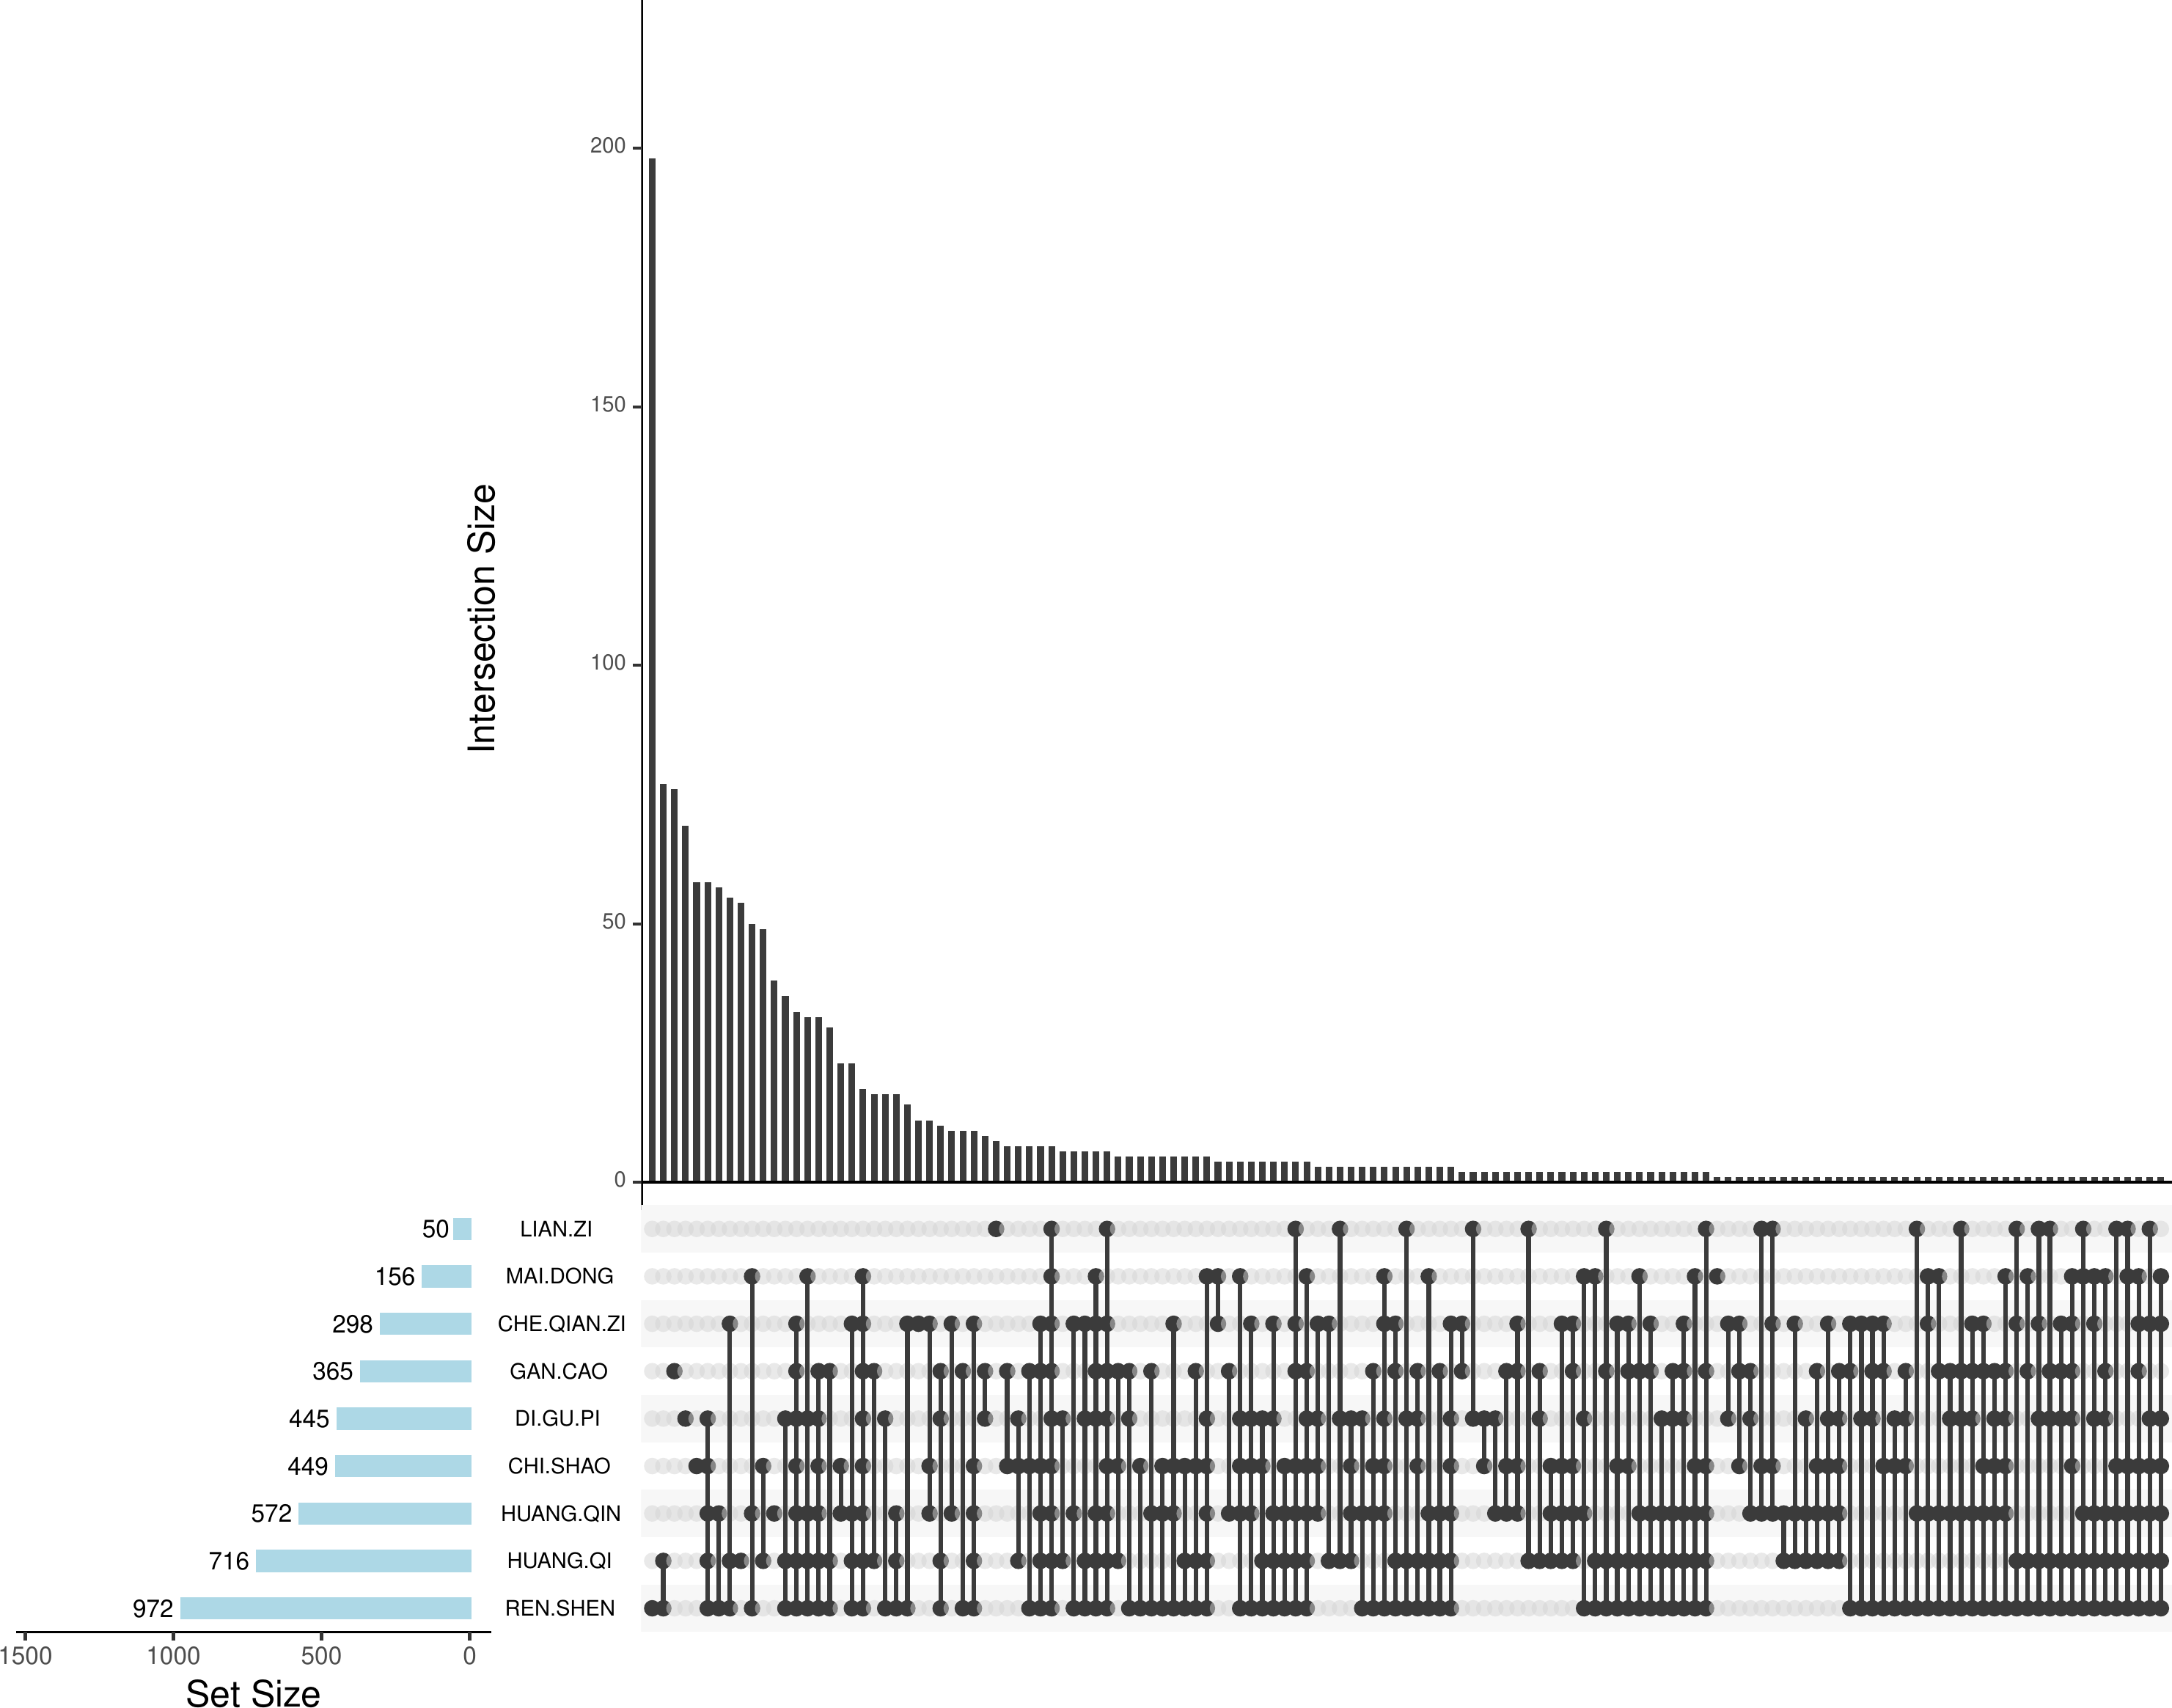 200
150
100
50
0
Intersection Size
50 LIAN.ZI
156 MAI.DONG
298 CHE.QIAN.ZI
365 GAN.CAO
445 DI.GU.PI
449 CHI.SHAO
572 HUANG.QIN
716 HUANG.QI
972 REN.SHEN
1500 1000 500 0
Set Size